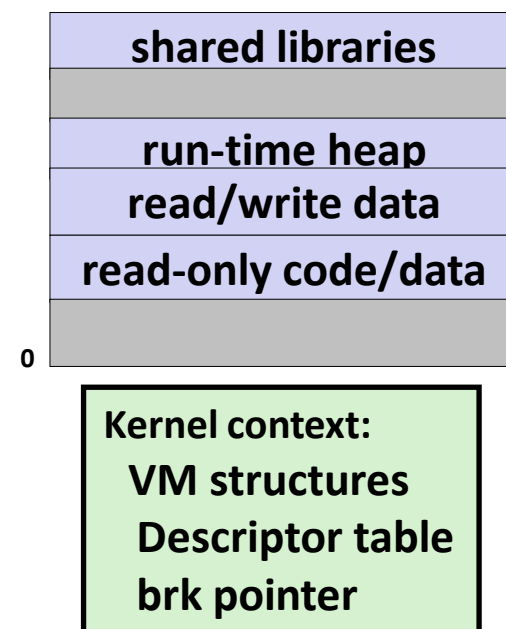 shared libraries
run-time heap
read/write data
read-only code/data
0
Kernel context:
VM structures
Descriptor table
brk pointer